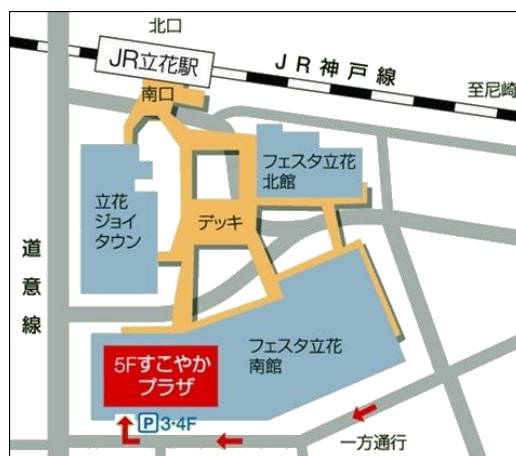 北口
JR立花駅
JR神戸線
至尼崎
南口
フェスタ立花
北館
立花
ジョイ
タウン
デッキ
道意線
フェスタ立花
南館
5Fすこやか
プラザ
P3・4F
一方通行